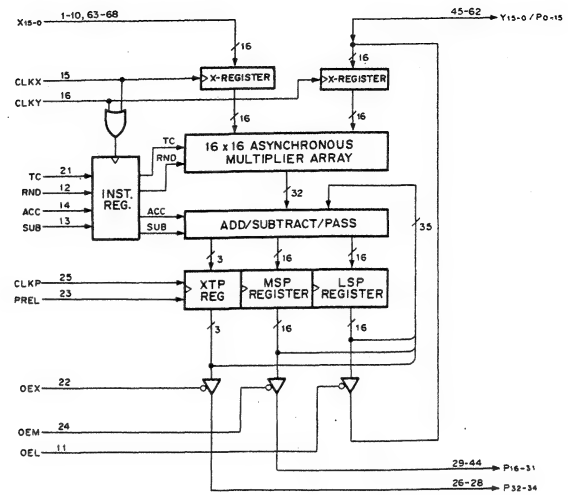 X15-0 1-10, 63-68
45-62 Y15-0/P0-15
16
16
CLKX 15
X-REGISTER
X-REGISTER
CLKY 16
16
16
TC
16 x 16 ASYNCHRONOUS
MULTIPLIER ARRAY
RND
TC 21
RND 12
ACC 14
SUB 13
INST.
REG.
32
ACC
SUB
ADD/SUBTRACT/PASS
35
3
16
16
CLKP 25
PREL 23
XTP
REG
MSP
REGISTER
LSP
REGISTER
3
16
16
OEX 22
OEM 24
OEL 11
29-44 P16-31
26-28 P32-34